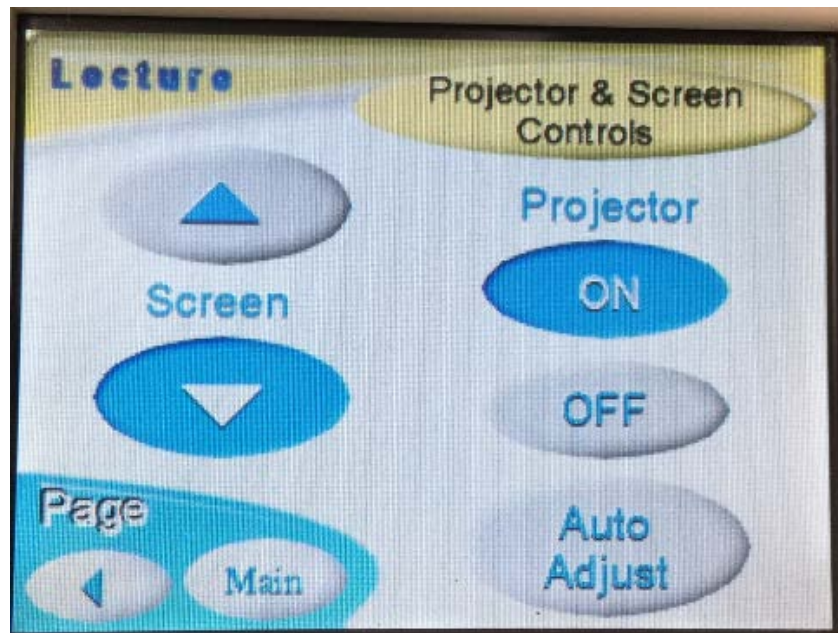 Lecture
Projector & Screen
Controls
Projector
Screen
ON
OFF
Page
Main
Auto
Adjust